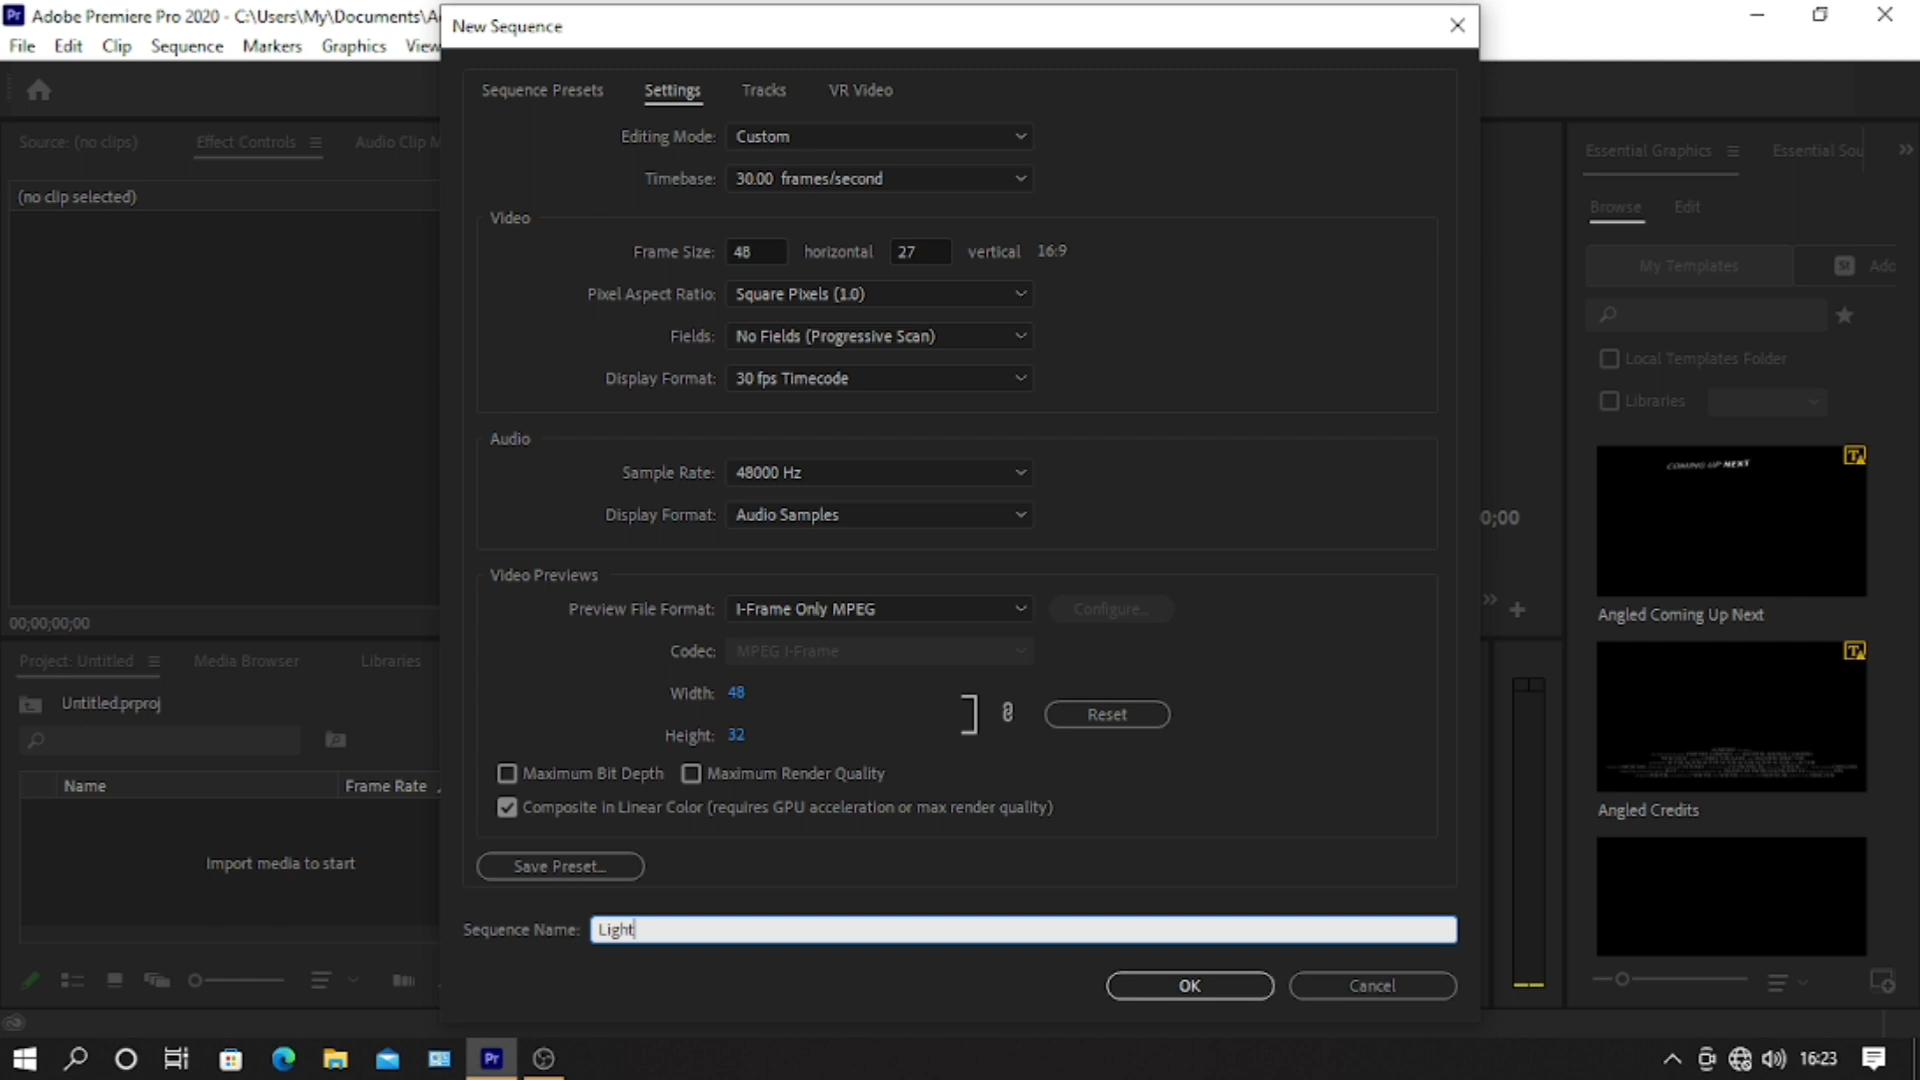 Adobe Premiere Pro 2020 - C:\Users\My\Documents\A
File Edit Clip Sequence Markers Graphics View
New Sequence
Sequence Presets Settings Tracks VR Video
Editing Mode: Custom
Timebase: 30.00 frames/second
Video
Frame Size: 48 horizontal 27 vertical 16:9
Pixel Aspect Ratio: Square Pixels (1.0)
Fields: No Fields (Progressive Scan)
Display Format: 30 fps Timecode
Audio
Sample Rate: 48000 Hz
Display Format: Audio Samples
Video Previews
Preview File Format: I-Frame Only MPEG Configure...
Codec: MPEG I-Frame
Width: 48
Height: 32
Reset
Maximum Bit Depth Maximum Render Quality
Composite in Linear Color (requires GPU acceleration or max render quality)
Save Preset...
Sequence Name: Light
OK Cancel
Source: (no clips) Effect Controls Audio Clip M
(no clip selected)
00;00;00;00
Project: Untitled Media Browser Libraries
Untitled.prproj
Name Frame Rate
Import media to start
0;00
Essential Graphics Essential Sou
Browse Edit
My Templates St Ado
Local Templates Folder
Libraries
COMING UP NEXT
Angled Coming Up Next
Angled Credits
Pr 16:23